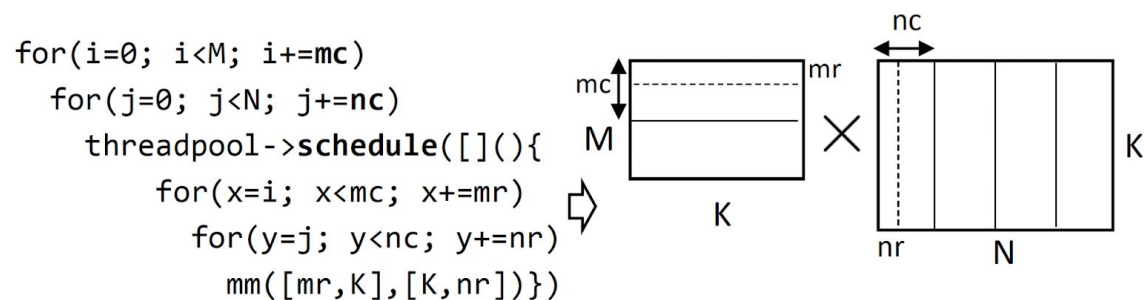 for(i=0; i<M; i+=mc)
for(j=0; j<N; j+=nc)
threadpool->schedule([](){
for(x=i; x<mc; x+=mr)
for(y=j; y<nc; y+=nr)
mm([mr,K],[K,nr])})
mc
mr
M
K
nc
K
nr
N